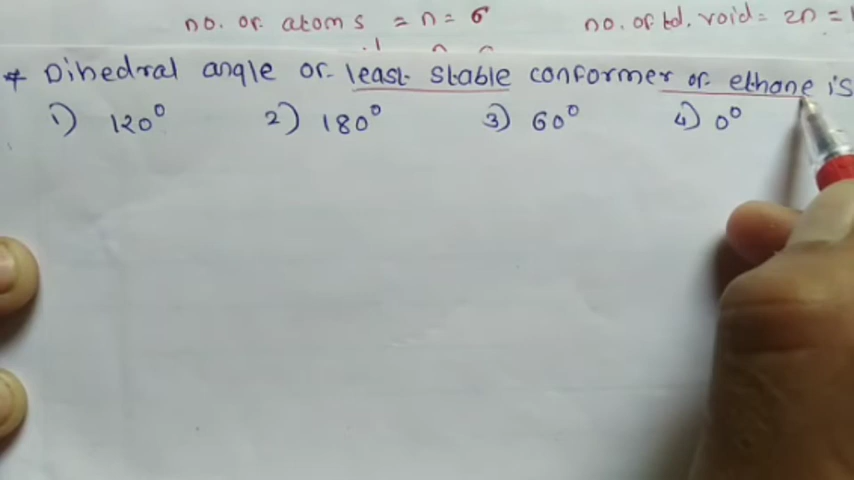 no. of atoms = n = 6 no. of td. void = 2n =
* Dihedral angle of least stable conformer of ethane is
1) 120° 2) 180° 3) 60° 4) 0°